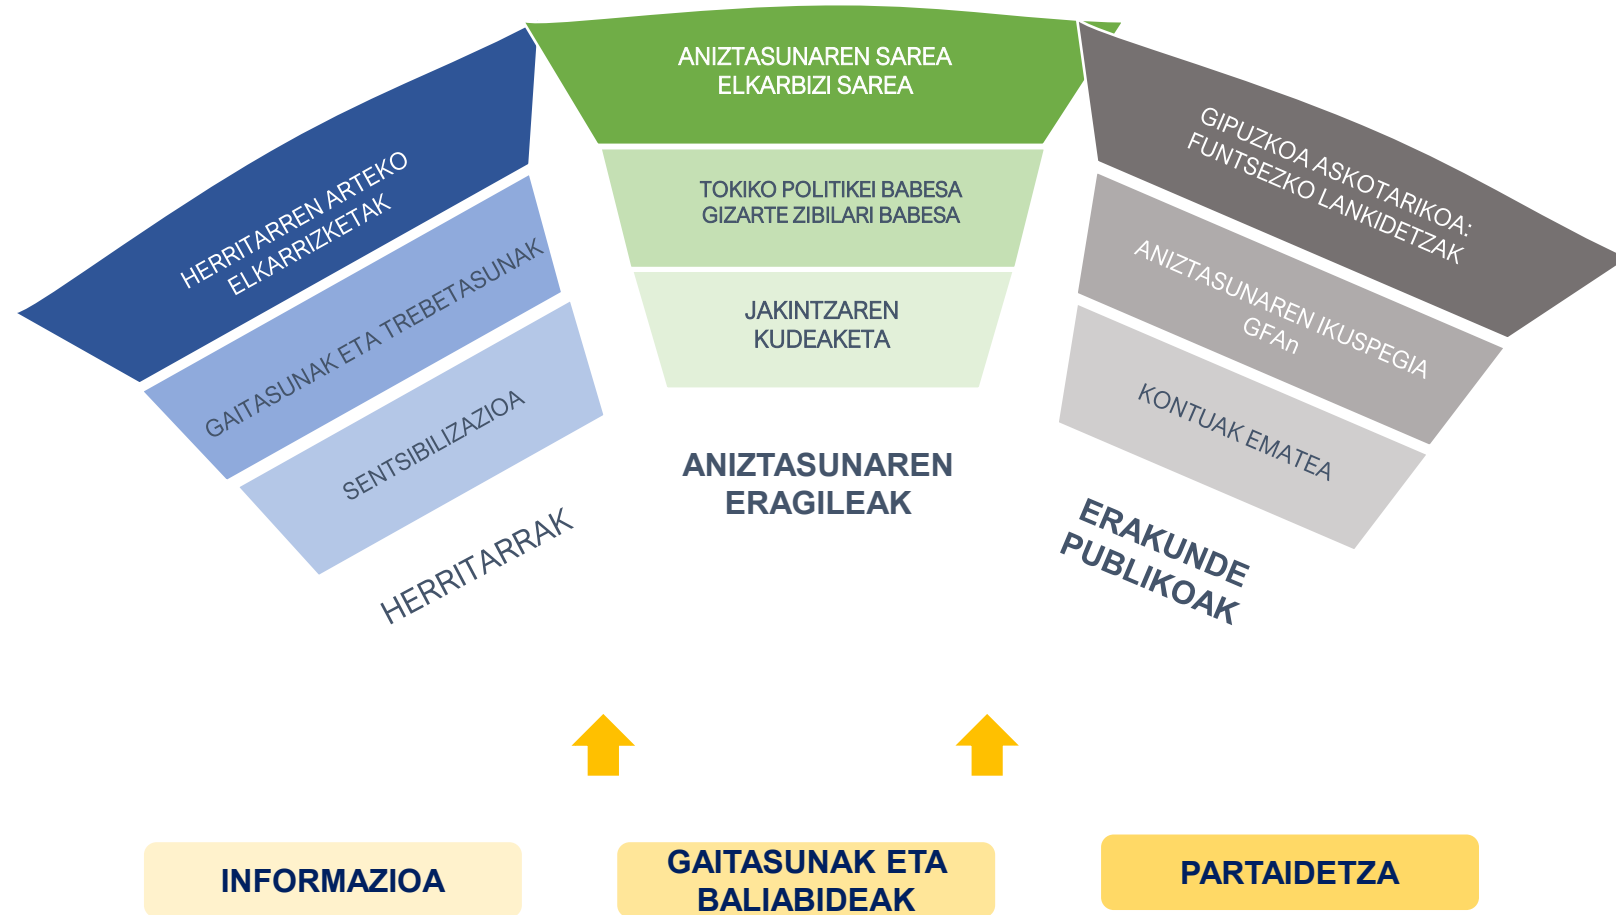 HERRITARREN ARTEKO
ELKARRIZKETAK
GAITASUNAK ETA TREBETASUNAK
SENTSIBILIZAZIOA
HERRITARRAK
ANIZTASUNAREN SAREA
ELKARBIZI SAREA
TOKIKO POLITIKEI BABESA
GIZARTE ZIBILARI BABESA
JAKINTZAREN
KUDEAKETA
ANIZTASUNAREN
ERAGILEAK
GIPUZKOA ASKOTARIKOA:
FUNTSEZKO LANKIDETZAK
ANIZTASUNAREN IKUSPEGIA
GFAn
KONTUAK EMATEA
ERAKUNDE
PUBLIKOAK
INFORMAZIOA
GAITASUNAK ETA
BALIABIDEAK
PARTAIDETZA